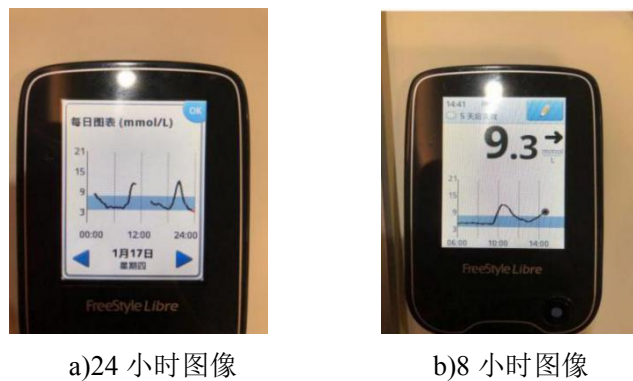 OK
每日图表 (mmol/L)
21
15
9
3
00:00 12:00 24:00
1月17日
星期四
FreeStyle Libre
14:41
9.3
mmol
L
21
15
9
3
06:00 10:00 14:00
FreeStyle Libre
a)24 小时图像
b)8 小时图像